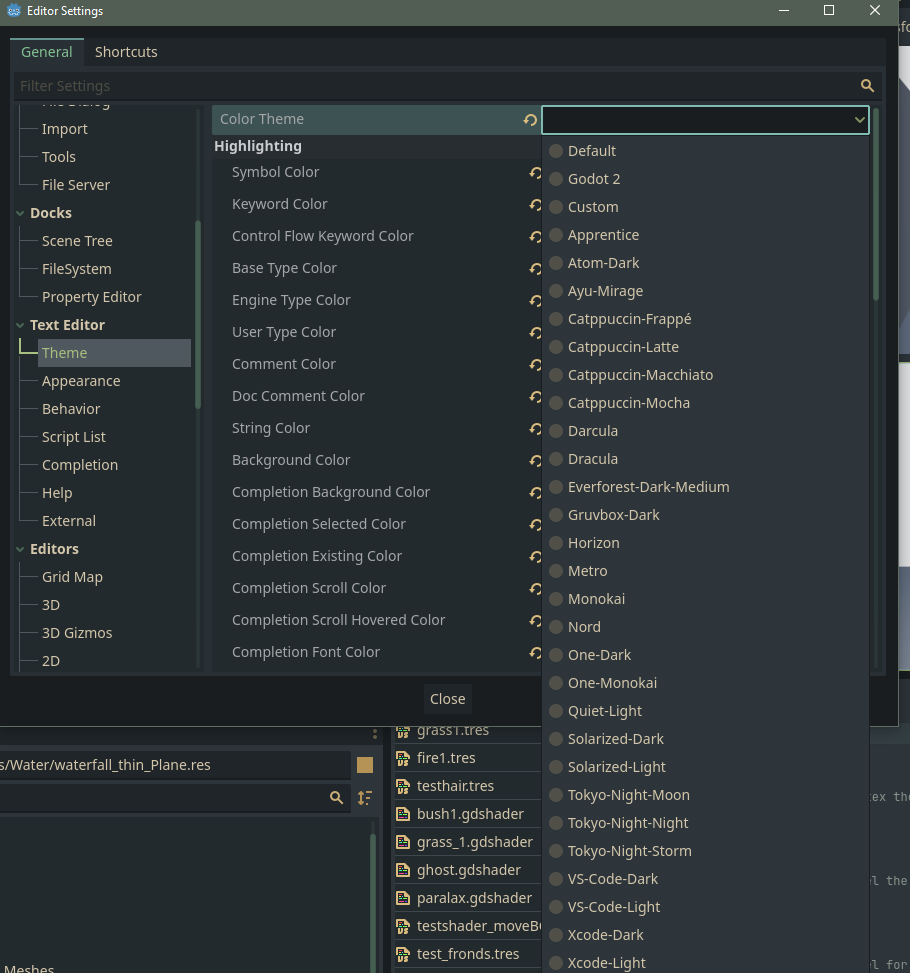 Editor Settings
General
Shortcuts
Filter Settings
Import
Tools
File Server
Docks
Scene Tree
FileSystem
Property Editor
Text Editor
Theme
Appearance
Behavior
Script List
Completion
Help
External
Editors
Grid Map
3D
3D Gizmos
2D
Color Theme
Highlighting
Symbol Color
Keyword Color
Control Flow Keyword Color
Base Type Color
Engine Type Color
User Type Color
Comment Color
Doc Comment Color
String Color
Background Color
Completion Background Color
Completion Selected Color
Completion Existing Color
Completion Scroll Color
Completion Scroll Hovered Color
Completion Font Color
Default
Godot 2
Custom
Apprentice
Atom-Dark
Ayu-Mirage
Catppuccin-Frappé
Catppuccin-Latte
Catppuccin-Macchiato
Catppuccin-Mocha
Darcula
Dracula
Everforest-Dark-Medium
Gruvbox-Dark
Horizon
Metro
Monokai
Nord
One-Dark
One-Monokai
Quiet-Light
Solarized-Dark
Solarized-Light
Tokyo-Night-Moon
Tokyo-Night-Night
Tokyo-Night-Storm
VS-Code-Dark
VS-Code-Light
Xcode-Dark
Xcode-Light
Close
s/Water/waterfall_thin_Plane.res
Meshes
grass1.tres
fire1.tres
testhair.tres
bush1.gdshader
grass_1.gdshader
ghost.gdshader
paralax.gdshader
testshader_moveB
test_fronds.tres
tex the
l the
el for